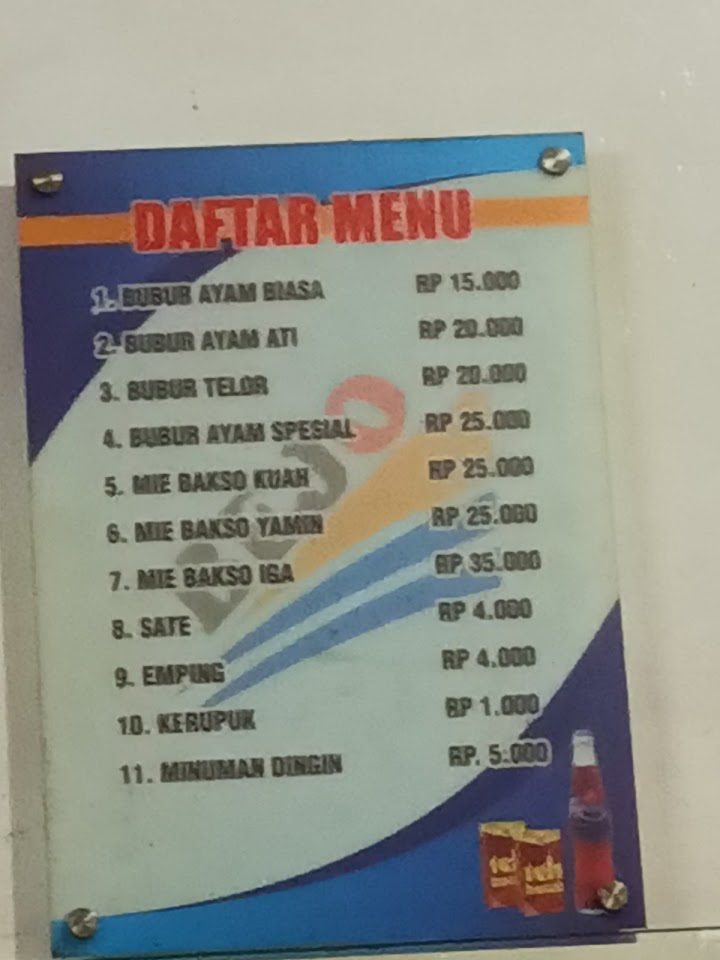 DAFTAR MENU
1. BUBUR AYAM BIASA RP 15.000
2. BUBUR AYAM ATI RP 20.000
3. BUBUR TELOR RP 20.000
4. BUBUR AYAM SPESIAL RP 25.000
5. MIE BAKSO KUAH RP 25.000
6. MIE BAKSO YAMIN RP 25.000
7. MIE BAKSO IGA RP 35.000
8. SATE RP 4.000
9. EMPING RP 4.000
10. KERUPUK RP 1.000
11. MINUMAN DINGIN RP. 5.000
BEJO
teh